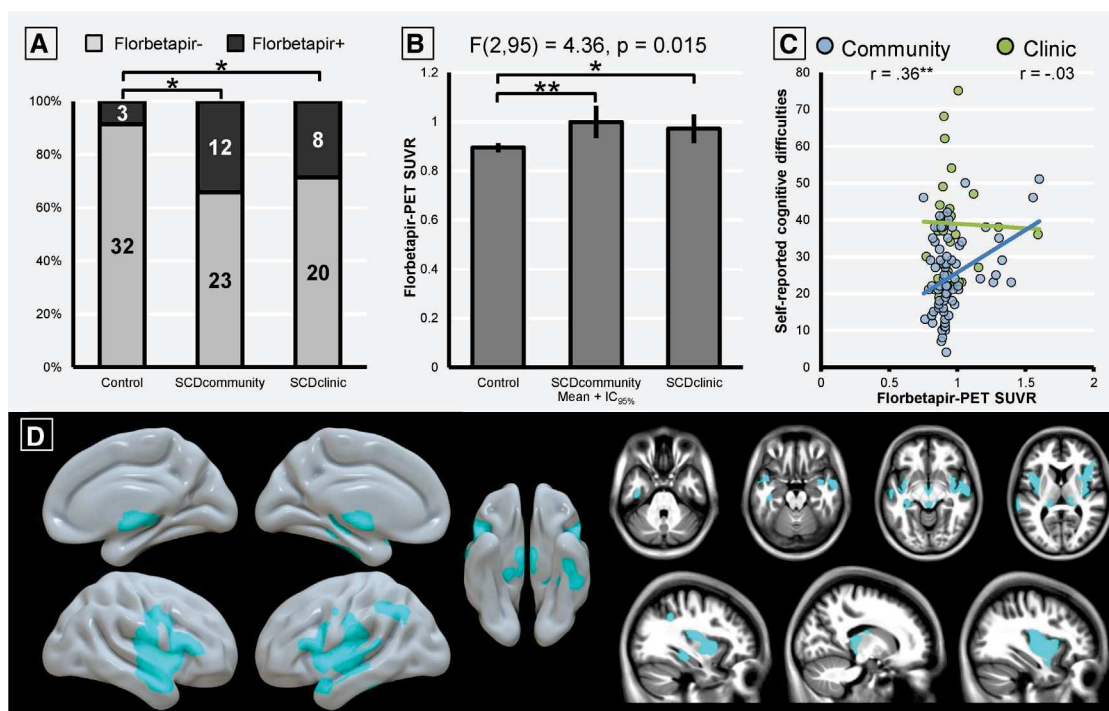 A
Florbetapir-
Florbetapir+
*
*
100%
80%
60%
40%
20%
0%
3
12
8
32
23
20
Control
SCDcommunity
SCDclinic
B
F(2,95) = 4.36, p = 0.015
*
**
Florbetapir-PET SUVR
1.2
1
0.8
0.6
0.4
0.2
0
Control
SCDcommunity
SCDclinic
Mean + IC95%
C
Community
Clinic
r = .36**
r = -.03
Self-reported cognitive difficulties
80
70
60
50
40
30
20
10
0
0
0.5
1
1.5
2
Florbetapir-PET SUVR
D